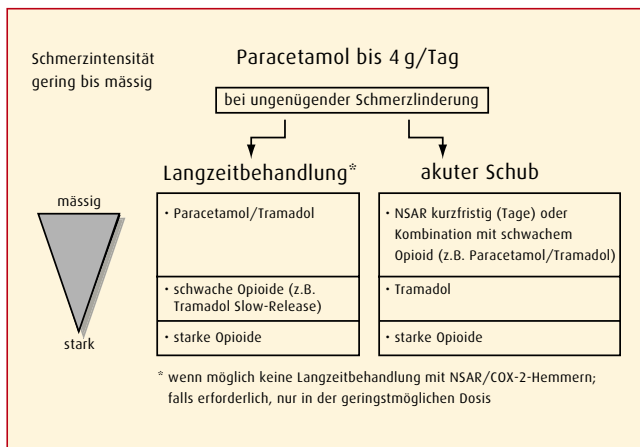 Schmerzintensität
gering bis mässig
Paracetamol bis 4 g/Tag
bei ungenügender Schmerzlinderung
Langzeitbehandlung*
akuter Schub
mässig
stark
· Paracetamol/Tramadol
· schwache Opioide (z.B.
Tramadol Slow-Release)
· starke Opioide
· NSAR kurzfristig (Tage) oder
Kombination mit schwachem
Opioid (z.B. Paracetamol/Tramadol)
· Tramadol
· starke Opioide
* wenn möglich keine Langzeitbehandlung mit NSAR/COX-2-Hemmern;
falls erforderlich, nur in der geringstmöglichen Dosis